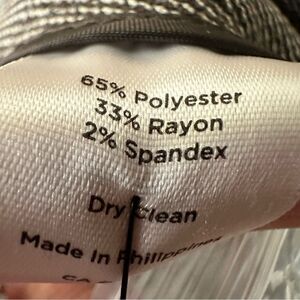 65% Polyester
33% Rayon
2% Spandex
Dry Clean
Made In Philippines